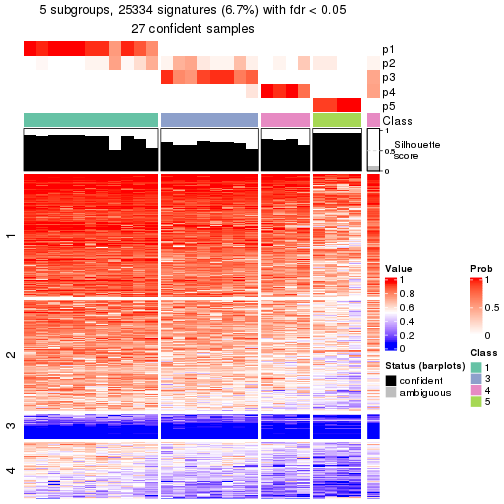 5 subgroups, 25334 signatures (6.7%) with fdr < 0.05
27 confident samples
p1
p2
p3
p4
p5
Class
1
0.5
0
Silhouette
score
1
2
3
4
Value
1
0.8
0.6
0.4
0.2
0
Status (barplots)
confident
ambiguous
Prob
1
0.5
0
Class
1
3
4
5